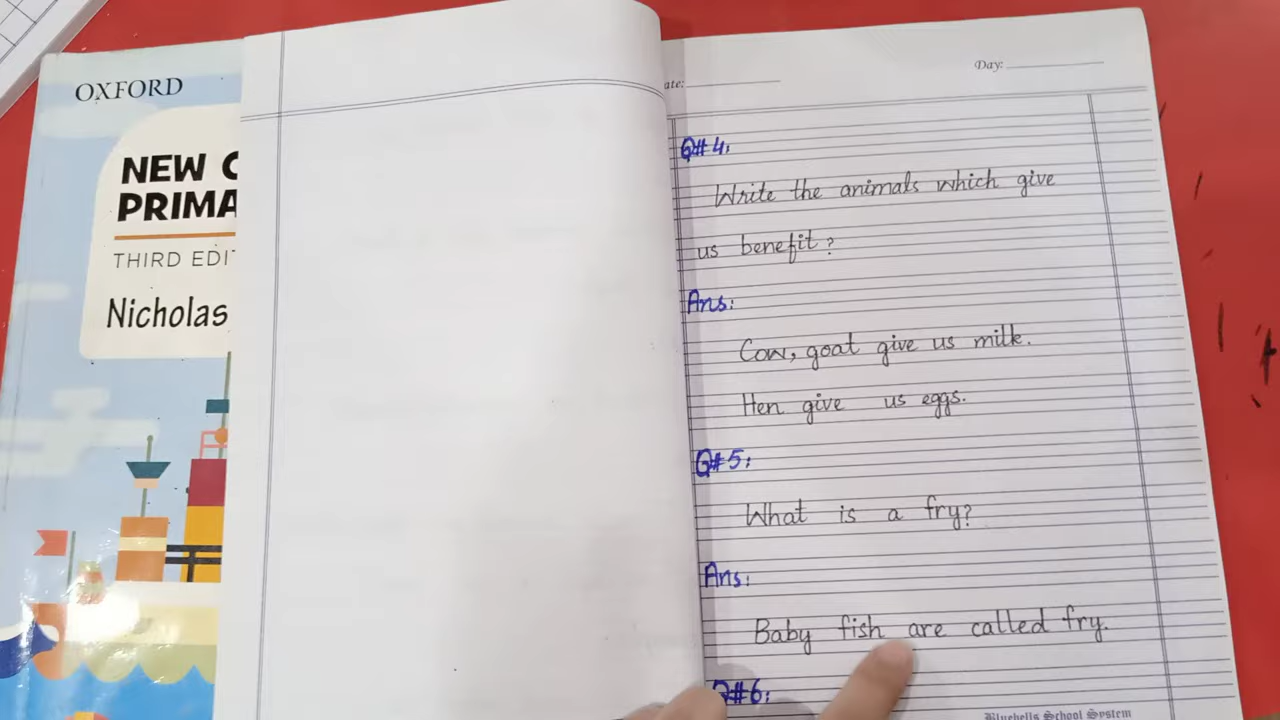 OXFORD
NEW
PRIMA
THIRD EDIT
Nicholas
ate:
Day:
Q#4:
Write the animals which give
us benefit?
Ans:
Cow, goat give us milk.
Hen give us eggs.
Q#5:
What is a fry?
Ans:
Baby fish are called fry.
Q#6:
Bluebells School System